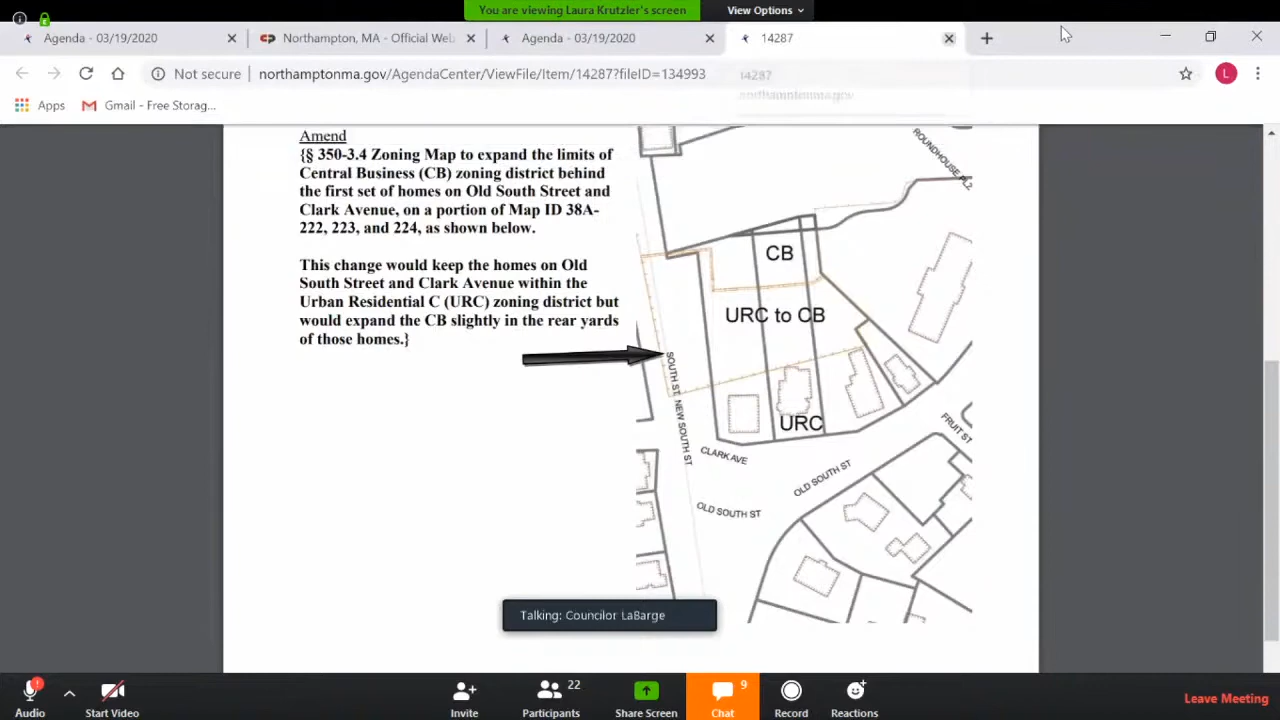 You are viewing Laura Krutzler's screen
View Options
Agenda - 03/19/2020
Northampton, MA - Official Web
Agenda - 03/19/2020
14287
Not secure
northamptonma.gov/AgendaCenter/ViewFile/Item/14287?fileID=134993
14287
northamptonma.gov
L
Apps
Gmail - Free Storag...
Amend
{§ 350-3.4 Zoning Map to expand the limits of
Central Business (CB) zoning district behind
the first set of homes on Old South Street and
Clark Avenue, on a portion of Map ID 38A-
222, 223, and 224, as shown below.
This change would keep the homes on Old
South Street and Clark Avenue within the
Urban Residential C (URC) zoning district but
would expand the CB slightly in the rear yards
of those homes.}
ROUNDHOUSE PLZ
CB
URC to CB
SOUTH ST
NEW SOUTH ST
URC
CLARK AVE
FRUIT ST
OLD SOUTH ST
OLD SOUTH ST
Talking: Councilor LaBarge
Audio
Start Video
Invite
22
Participants
Share Screen
9
Chat
Record
Reactions
Leave Meeting